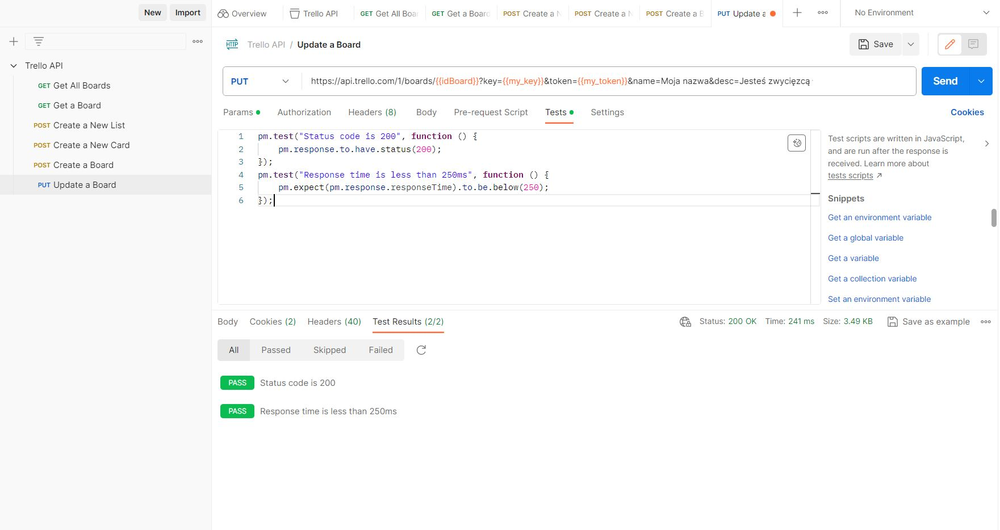 New Import
Overview Trello API GET Get All Boa GET Get a Board POST Create a N POST Create a N POST Create a B PUT Update a No Environment
Trello API / Update a Board Save
Trello API
GET Get All Boards
GET Get a Board
POST Create a New List
POST Create a New Card
POST Create a Board
PUT Update a Board
PUT https://api.trello.com/1/boards/{{idBoard}}?key={{my_key}}&token={{my_token}}&name=Moja nazwa&desc=Jesteś zwycięzcą Send
Params Authorization Headers (8) Body Pre-request Script Tests Settings Cookies
1 pm.test("Status code is 200", function () {
2 pm.response.to.have.status(200);
3 });
4 pm.test("Response time is less than 250ms", function () {
5 pm.expect(pm.response.responseTime).to.be.below(250);
6 });
Test scripts are written in JavaScript,
and are run after the response is
received. Learn more about
tests scripts ↗
Snippets
Get an environment variable
Get a global variable
Get a variable
Get a collection variable
Set an environment variable
Body Cookies (2) Headers (40) Test Results (2/2) Status: 200 OK Time: 241 ms Size: 3.49 KB Save as example
All Passed Skipped Failed
PASS Status code is 200
PASS Response time is less than 250ms